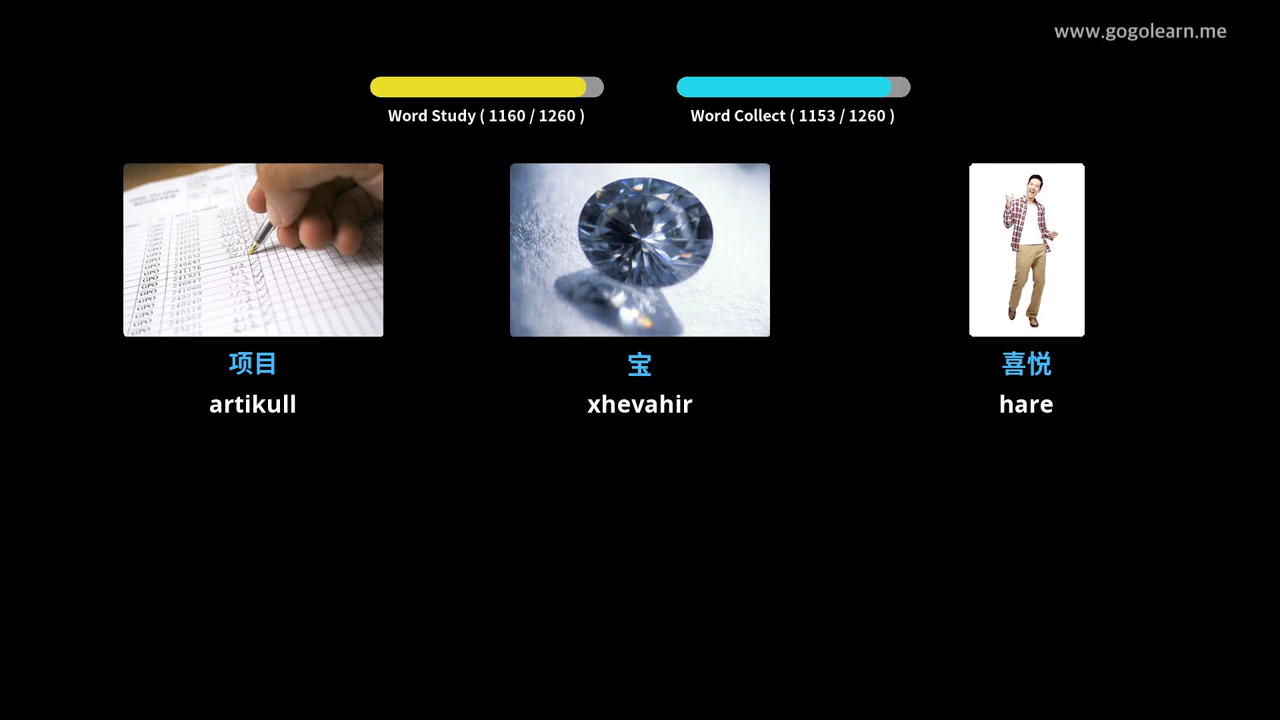 www.gogolearn.me
Word Study ( 1160 / 1260 )
Word Collect ( 1153 / 1260 )
项目
artikull
宝
xhevahir
喜悦
hare